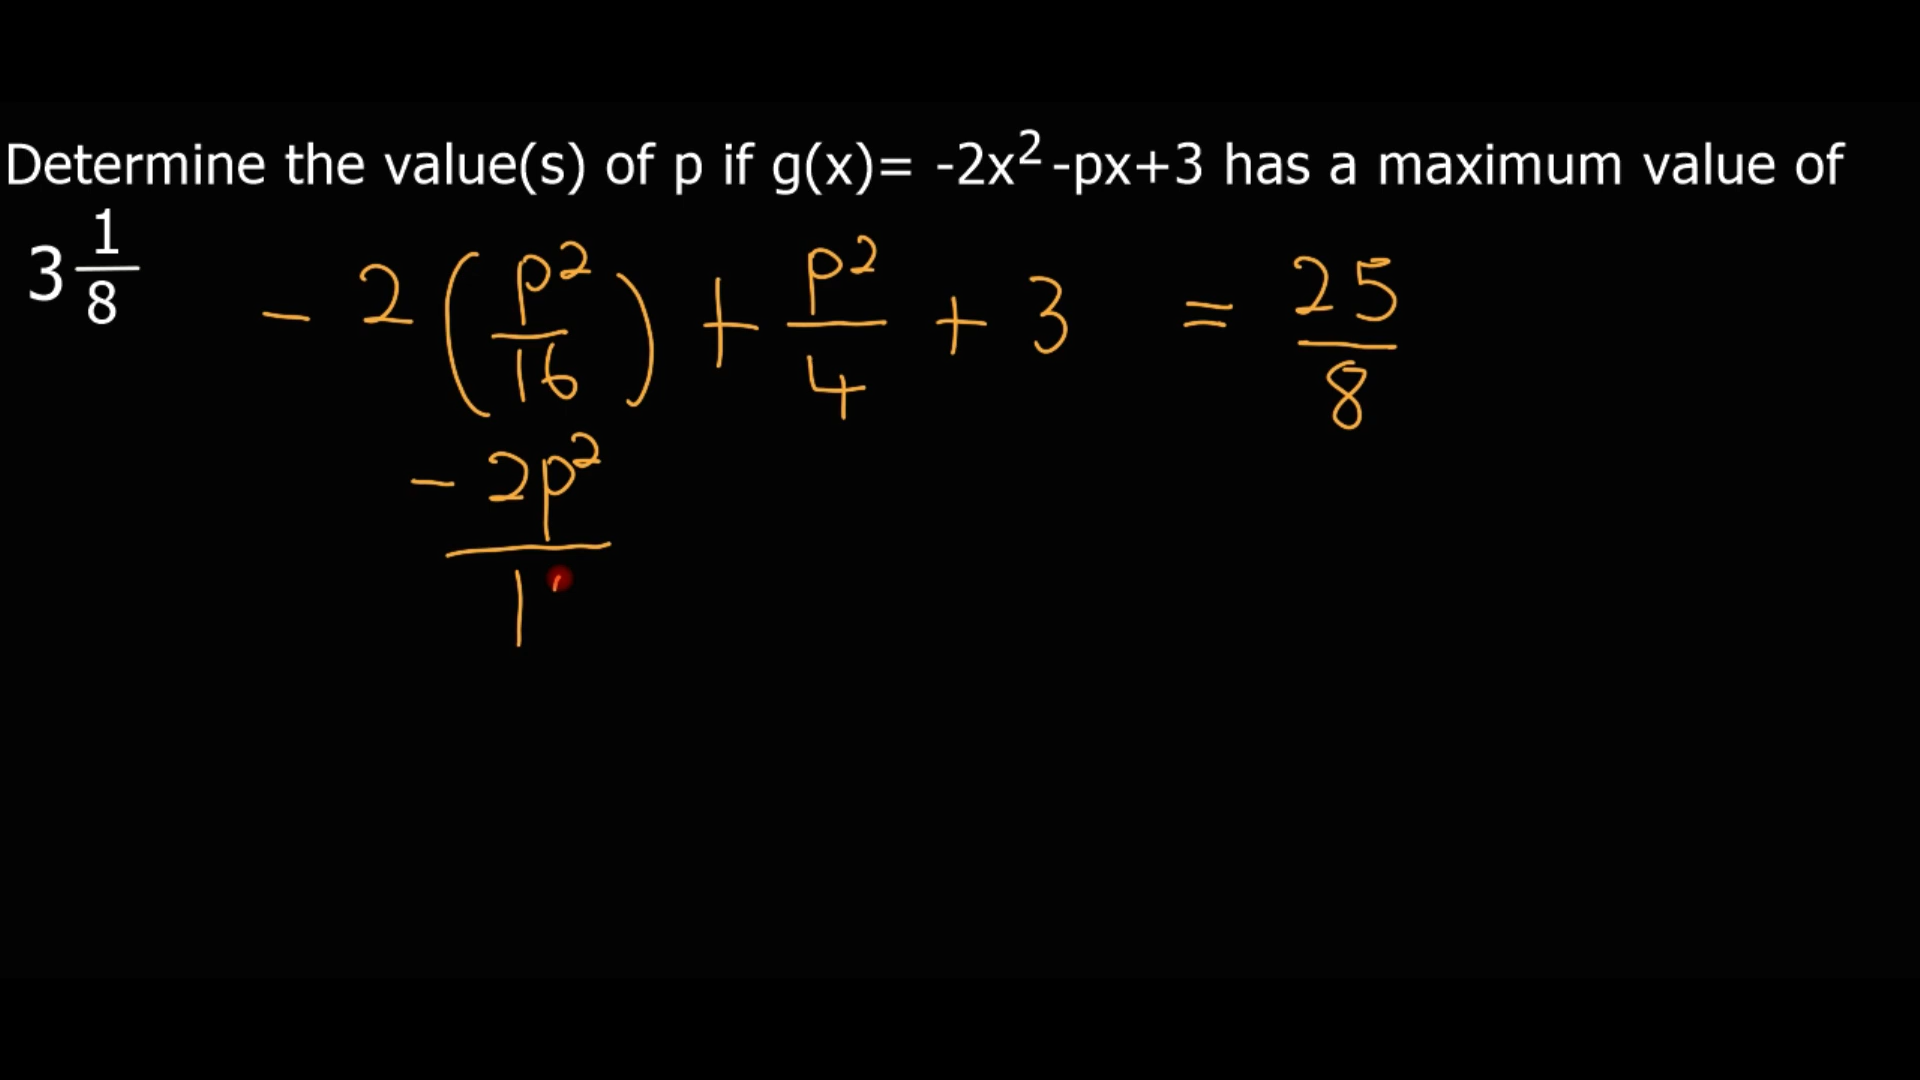 Determine the value(s) of p if g(x)= -2x²-px+3 has a maximum value of
3 1/8
- 2 (p²/16) + p²/4 + 3 = 25/8
- 2p²/1